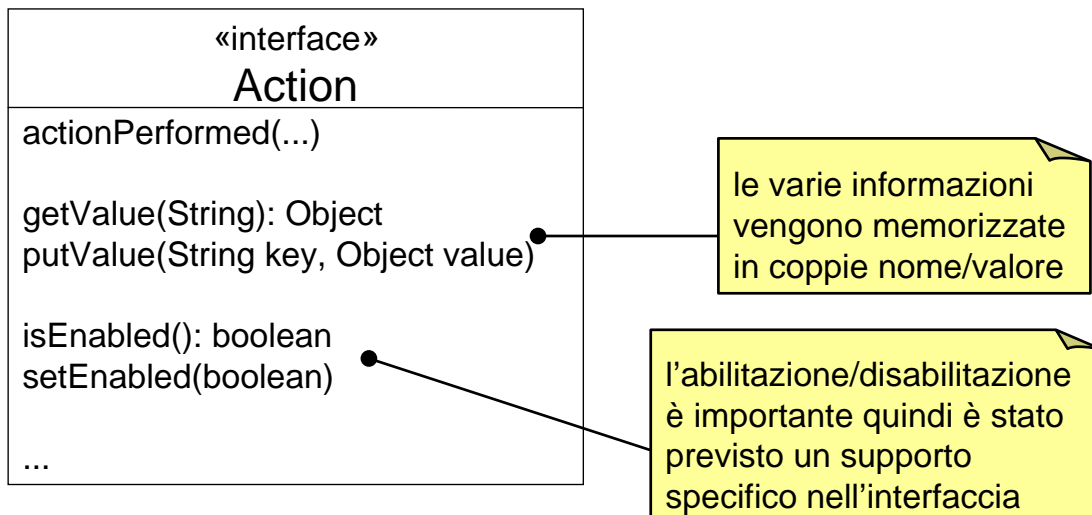 «interface»
Action
actionPerformed(...)
getValue(String): Object
putValue(String key, Object value)
isEnabled(): boolean
setEnabled(boolean)
...
le varie informazioni
vengono memorizzate
in coppie nome/valore
l'abilitazione/disabilitazione
è importante quindi è stato
previsto un supporto
specifico nell'interfaccia